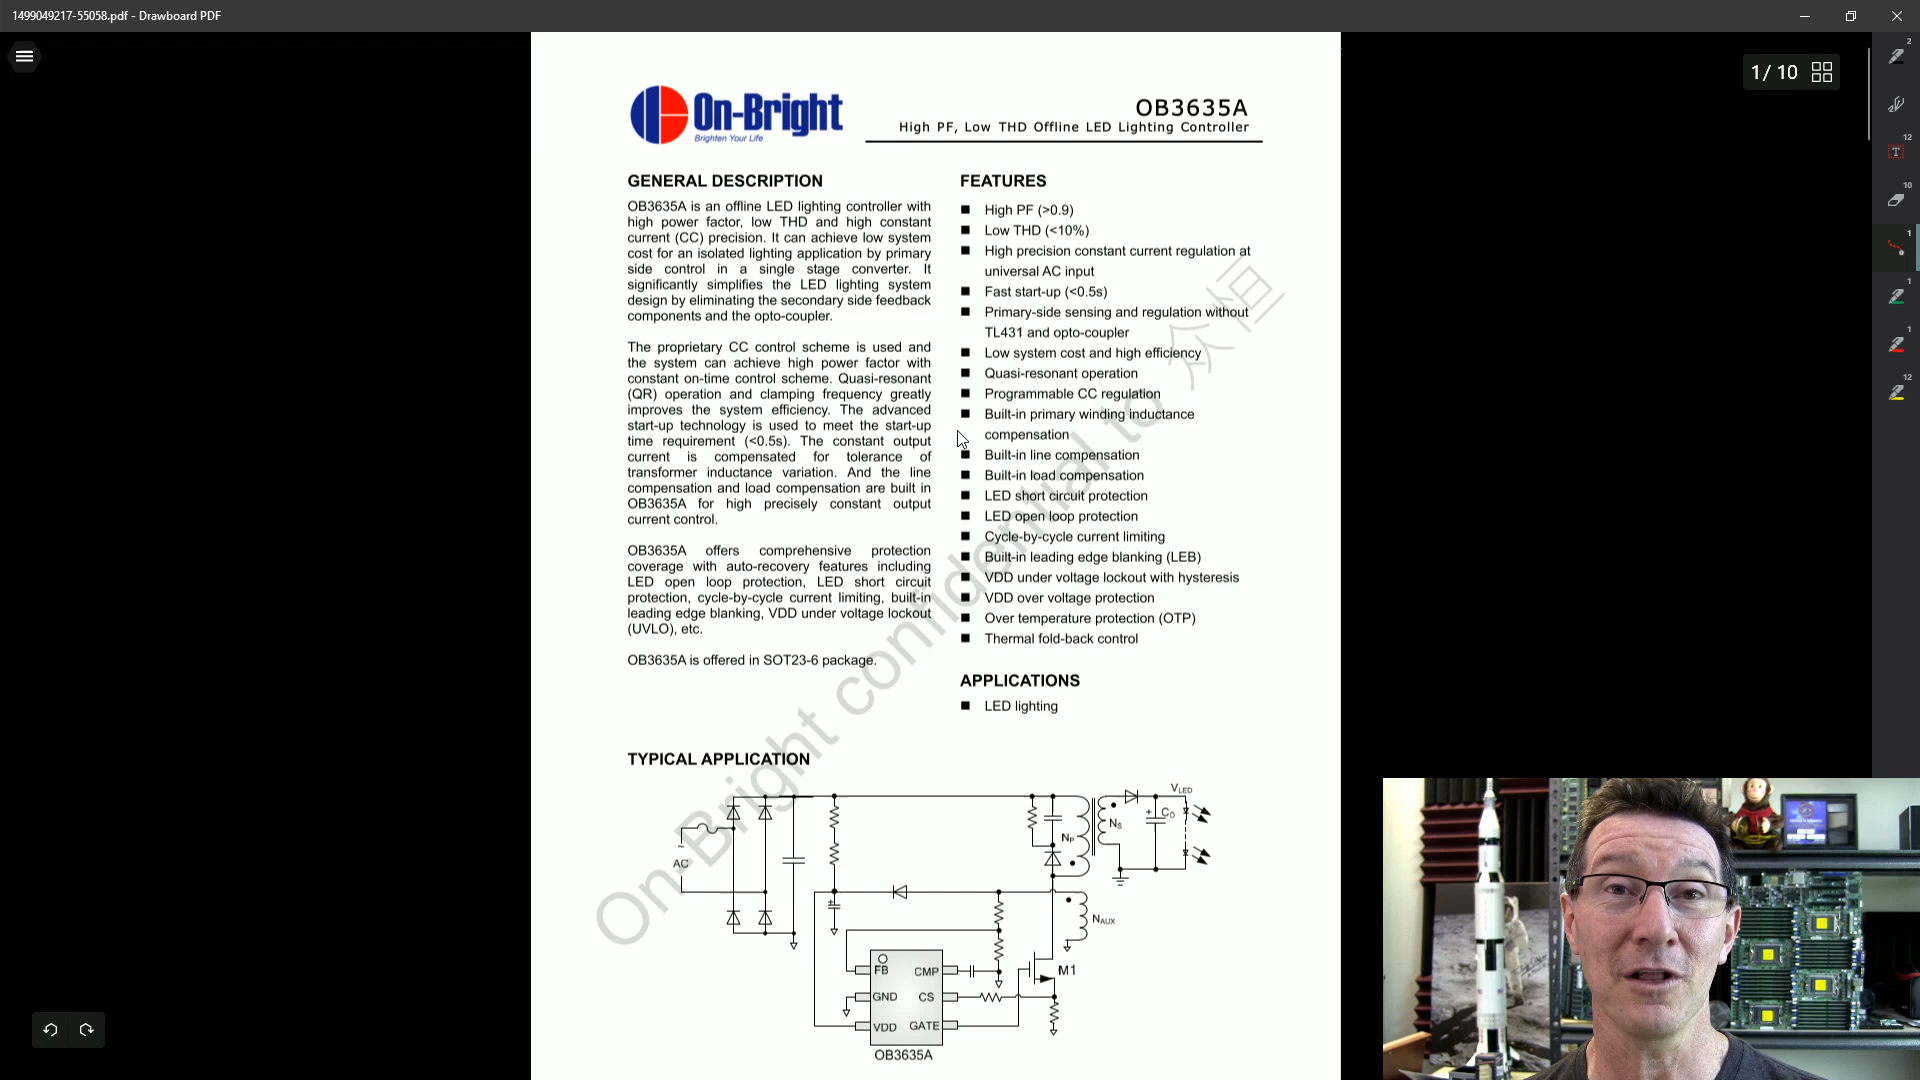 1499049217-55058.pdf - Drawboard PDF
1 / 10
On-Bright
Brighten Your Life
OB3635A
High PF, Low THD Offline LED Lighting Controller
GENERAL DESCRIPTION
OB3635A is an offline LED lighting controller with
high power factor, low THD and high constant
current (CC) precision. It can achieve low system
cost for an isolated lighting application by primary
side control in a single stage converter. It
significantly simplifies the LED lighting system
design by eliminating the secondary side feedback
components and the opto-coupler.
The proprietary CC control scheme is used and
the system can achieve high power factor with
constant on-time control scheme. Quasi-resonant
(QR) operation and clamping frequency greatly
improves the system efficiency. The advanced
start-up technology is used to meet the start-up
time requirement (<0.5s). The constant output
current is compensated for tolerance of
transformer inductance variation. And the line
compensation and load compensation are built in
OB3635A for high precisely constant output
current control.
OB3635A offers comprehensive protection
coverage with auto-recovery features including
LED open loop protection, LED short circuit
protection, cycle-by-cycle current limiting, built-in
leading edge blanking, VDD under voltage lockout
(UVLO), etc.
OB3635A is offered in SOT23-6 package.
FEATURES
■ High PF (>0.9)
■ Low THD (<10%)
■ High precision constant current regulation at
universal AC input
■ Fast start-up (<0.5s)
■ Primary-side sensing and regulation without
TL431 and opto-coupler
■ Low system cost and high efficiency
■ Quasi-resonant operation
■ Programmable CC regulation
■ Built-in primary winding inductance
compensation
■ Built-in line compensation
■ Built-in load compensation
■ LED short circuit protection
■ LED open loop protection
■ Cycle-by-cycle current limiting
■ Built-in leading edge blanking (LEB)
■ VDD under voltage lockout with hysteresis
■ VDD over voltage protection
■ Over temperature protection (OTP)
■ Thermal fold-back control
APPLICATIONS
■ LED lighting
On-Bright confidential to 众恒
TYPICAL APPLICATION
VLED
+ CO
NS
NP
AC
~
+
NAUX
M1
FB
CMP
GND
CS
VDD
GATE
OB3635A
2
12
T
10
1
1
1
12